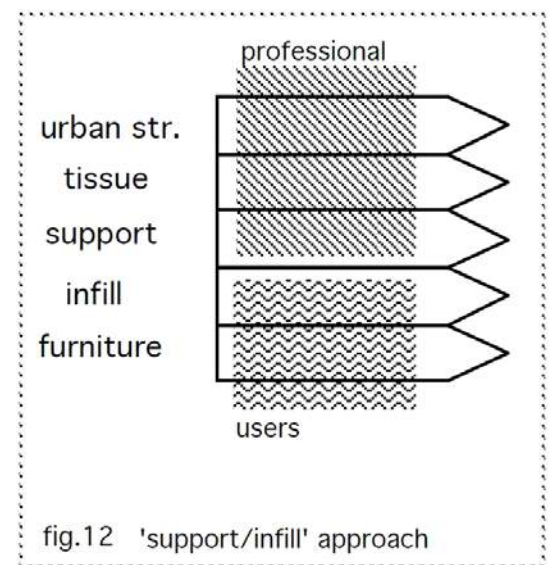 professional
urban str.
tissue
support
infill
furniture
users
fig.12 'support/infill' approach